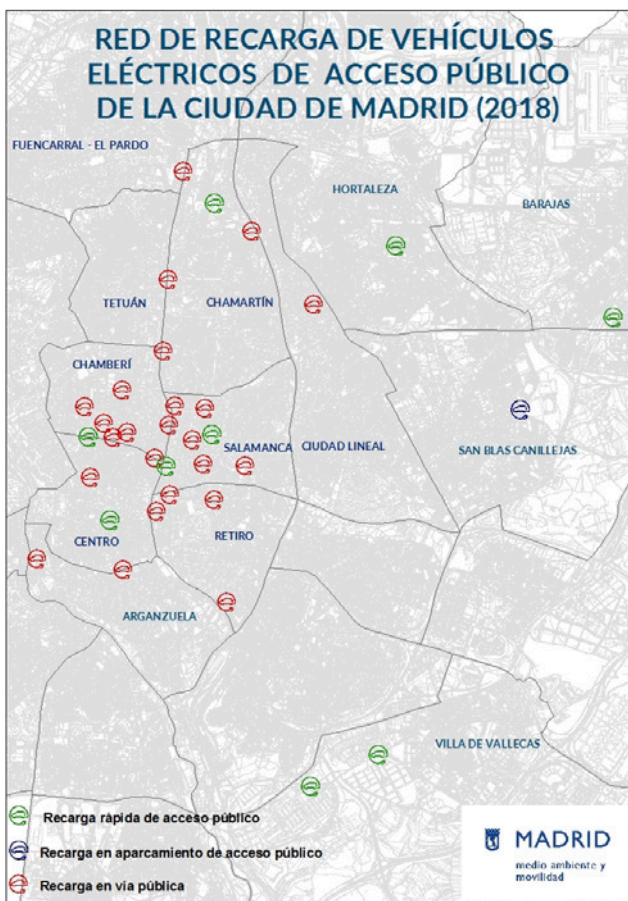 RED DE RECARGA DE VEHÍCULOS
ELÉCTRICOS DE ACCESO PÚBLICO
DE LA CIUDAD DE MADRID (2018)
FUENCARRAL - EL PARDO
HORTALEZA
BARAJAS
TETUÁN
CHAMARTÍN
CHAMBERÍ
SALAMANCA
CIUDAD LINEAL
SAN BLAS CANILLEJAS
CENTRO
RETIRO
ARGANZUELA
VILLA DE VALLECAS
Recarga rápida de acceso público
Recarga en aparcamiento de acceso público
Recarga en vía pública
MADRID
medio ambiente y
movilidad